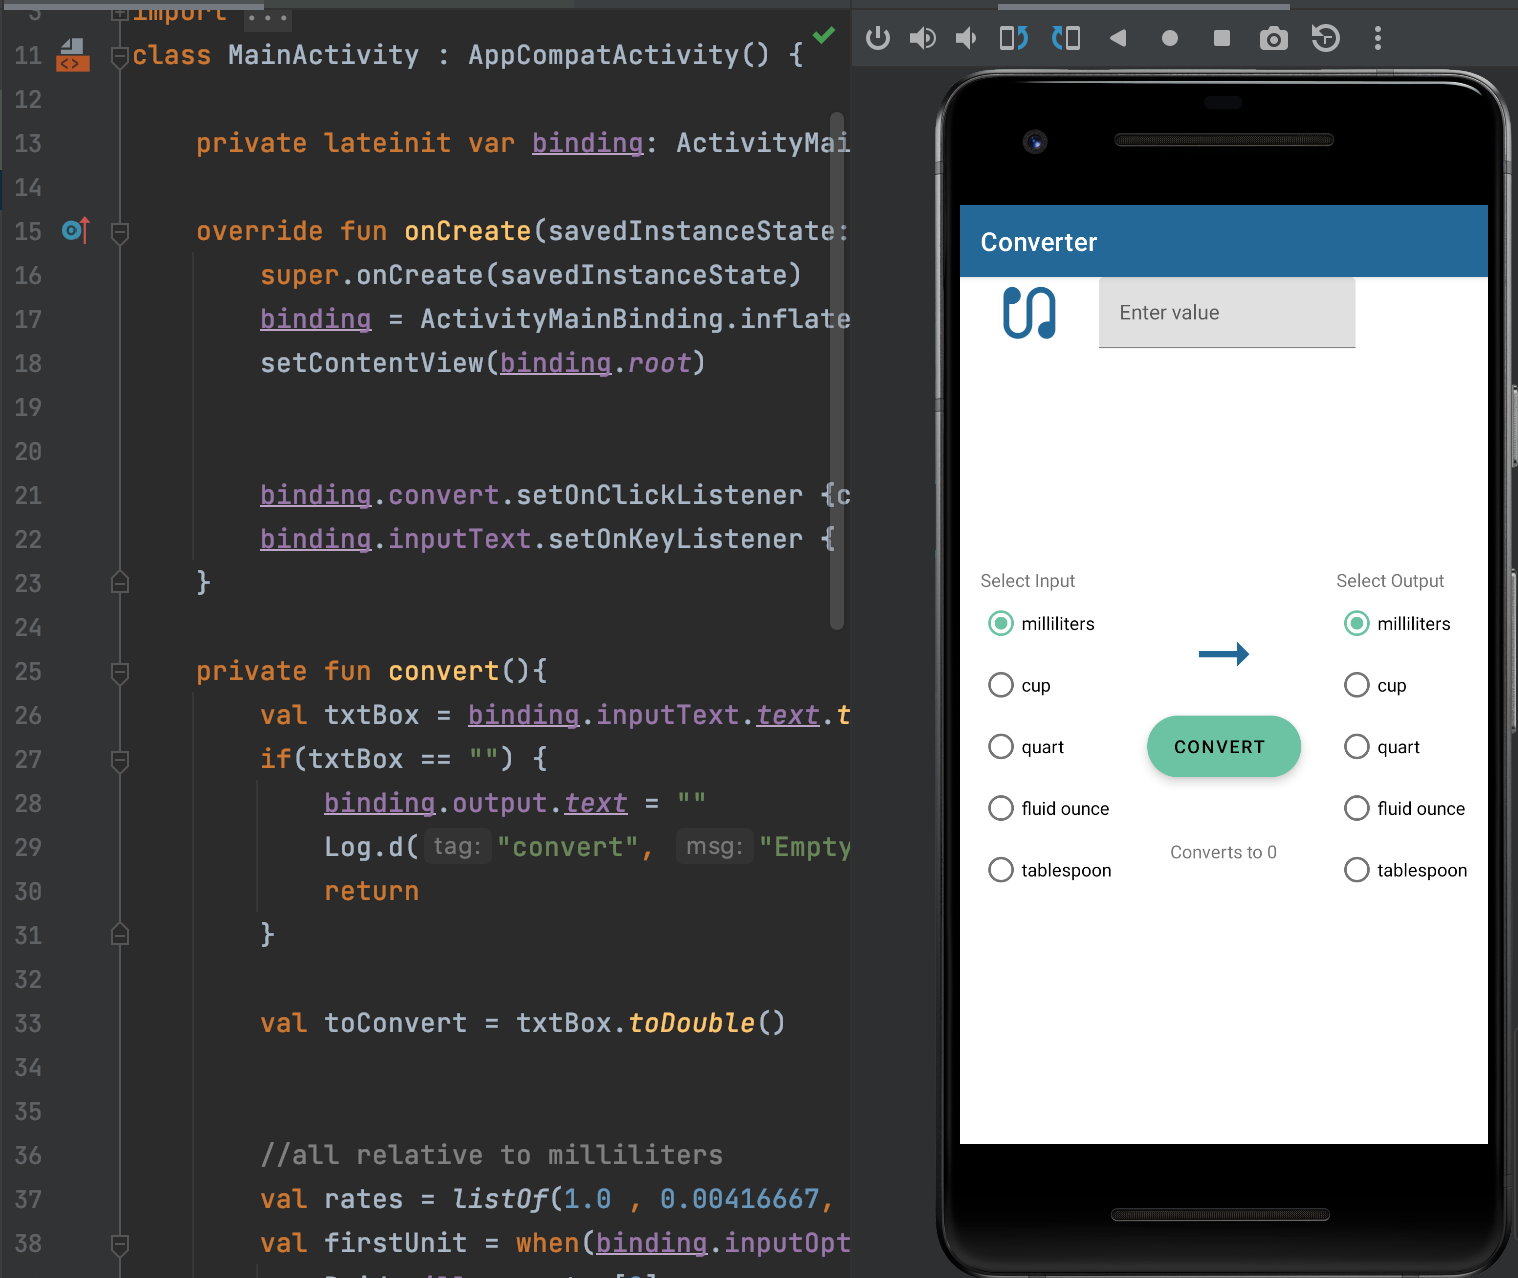 5 import ...
11 class MainActivity : AppCompatActivity() {
12
13 private lateinit var binding: ActivityMai
14
15 override fun onCreate(savedInstanceState:
16 super.onCreate(savedInstanceState)
17 binding = ActivityMainBinding.inflate
18 setContentView(binding.root)
19
20
21 binding.convert.setOnClickListener {c
22 binding.inputText.setOnKeyListener {
23 }
24
25 private fun convert(){
26 val txtBox = binding.inputText.text.t
27 if(txtBox == "") {
28 binding.output.text = ""
29 Log.d( tag: "convert", msg: "Empty
30 return
31 }
32
33 val toConvert = txtBox.toDouble()
34
35
36 //all relative to milliliters
37 val rates = listOf(1.0 , 0.00416667,
38 val firstUnit = when(binding.inputOpt
Converter
Enter value
Select Input
milliliters
cup
quart
fluid ounce
tablespoon
CONVERT
Converts to 0
Select Output
milliliters
cup
quart
fluid ounce
tablespoon